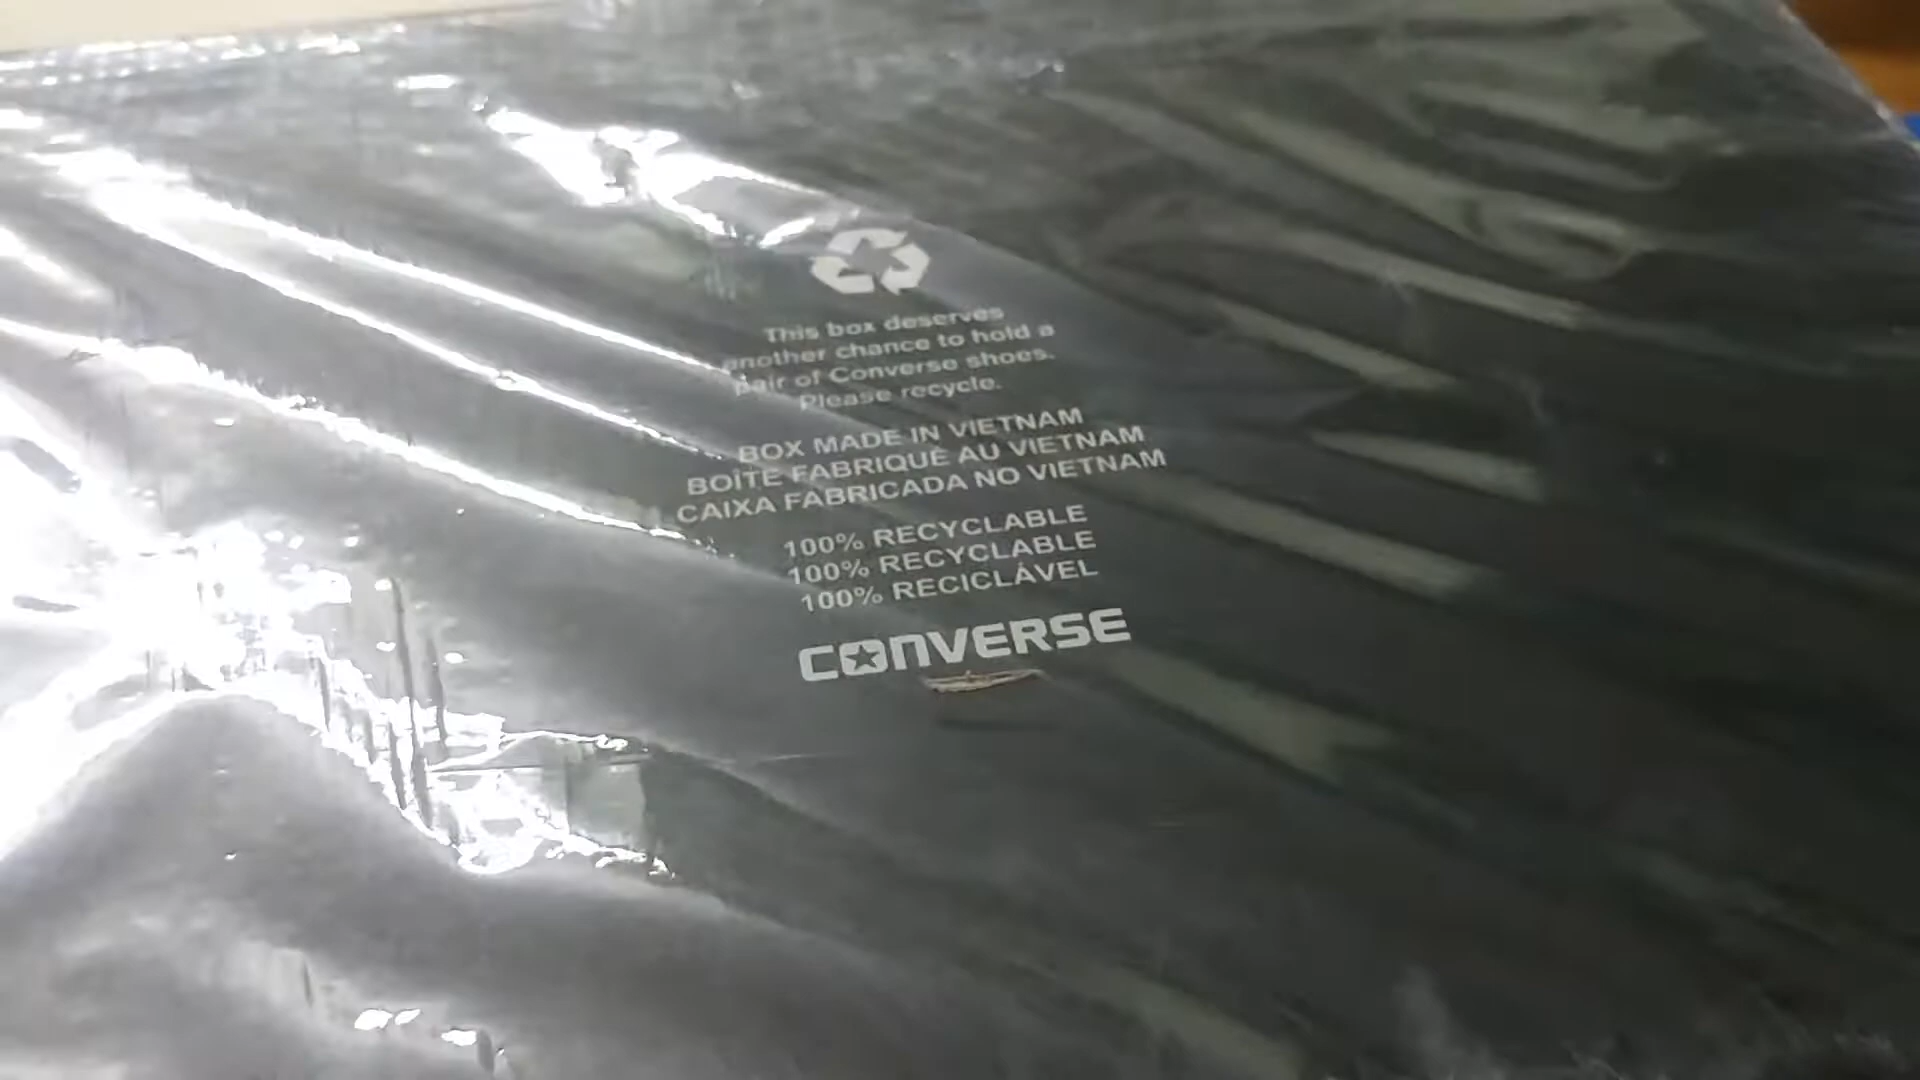 This box deserves
another chance to hold a
pair of Converse shoes.
Please recycle.
BOX MADE IN VIETNAM
BOÎTE FABRIQUÉ AU VIETNAM
CAIXA FABRICADA NO VIETNAM
100% RECYCLABLE
100% RECYCLABLE
100% RECICLÁVEL
CONVERSE